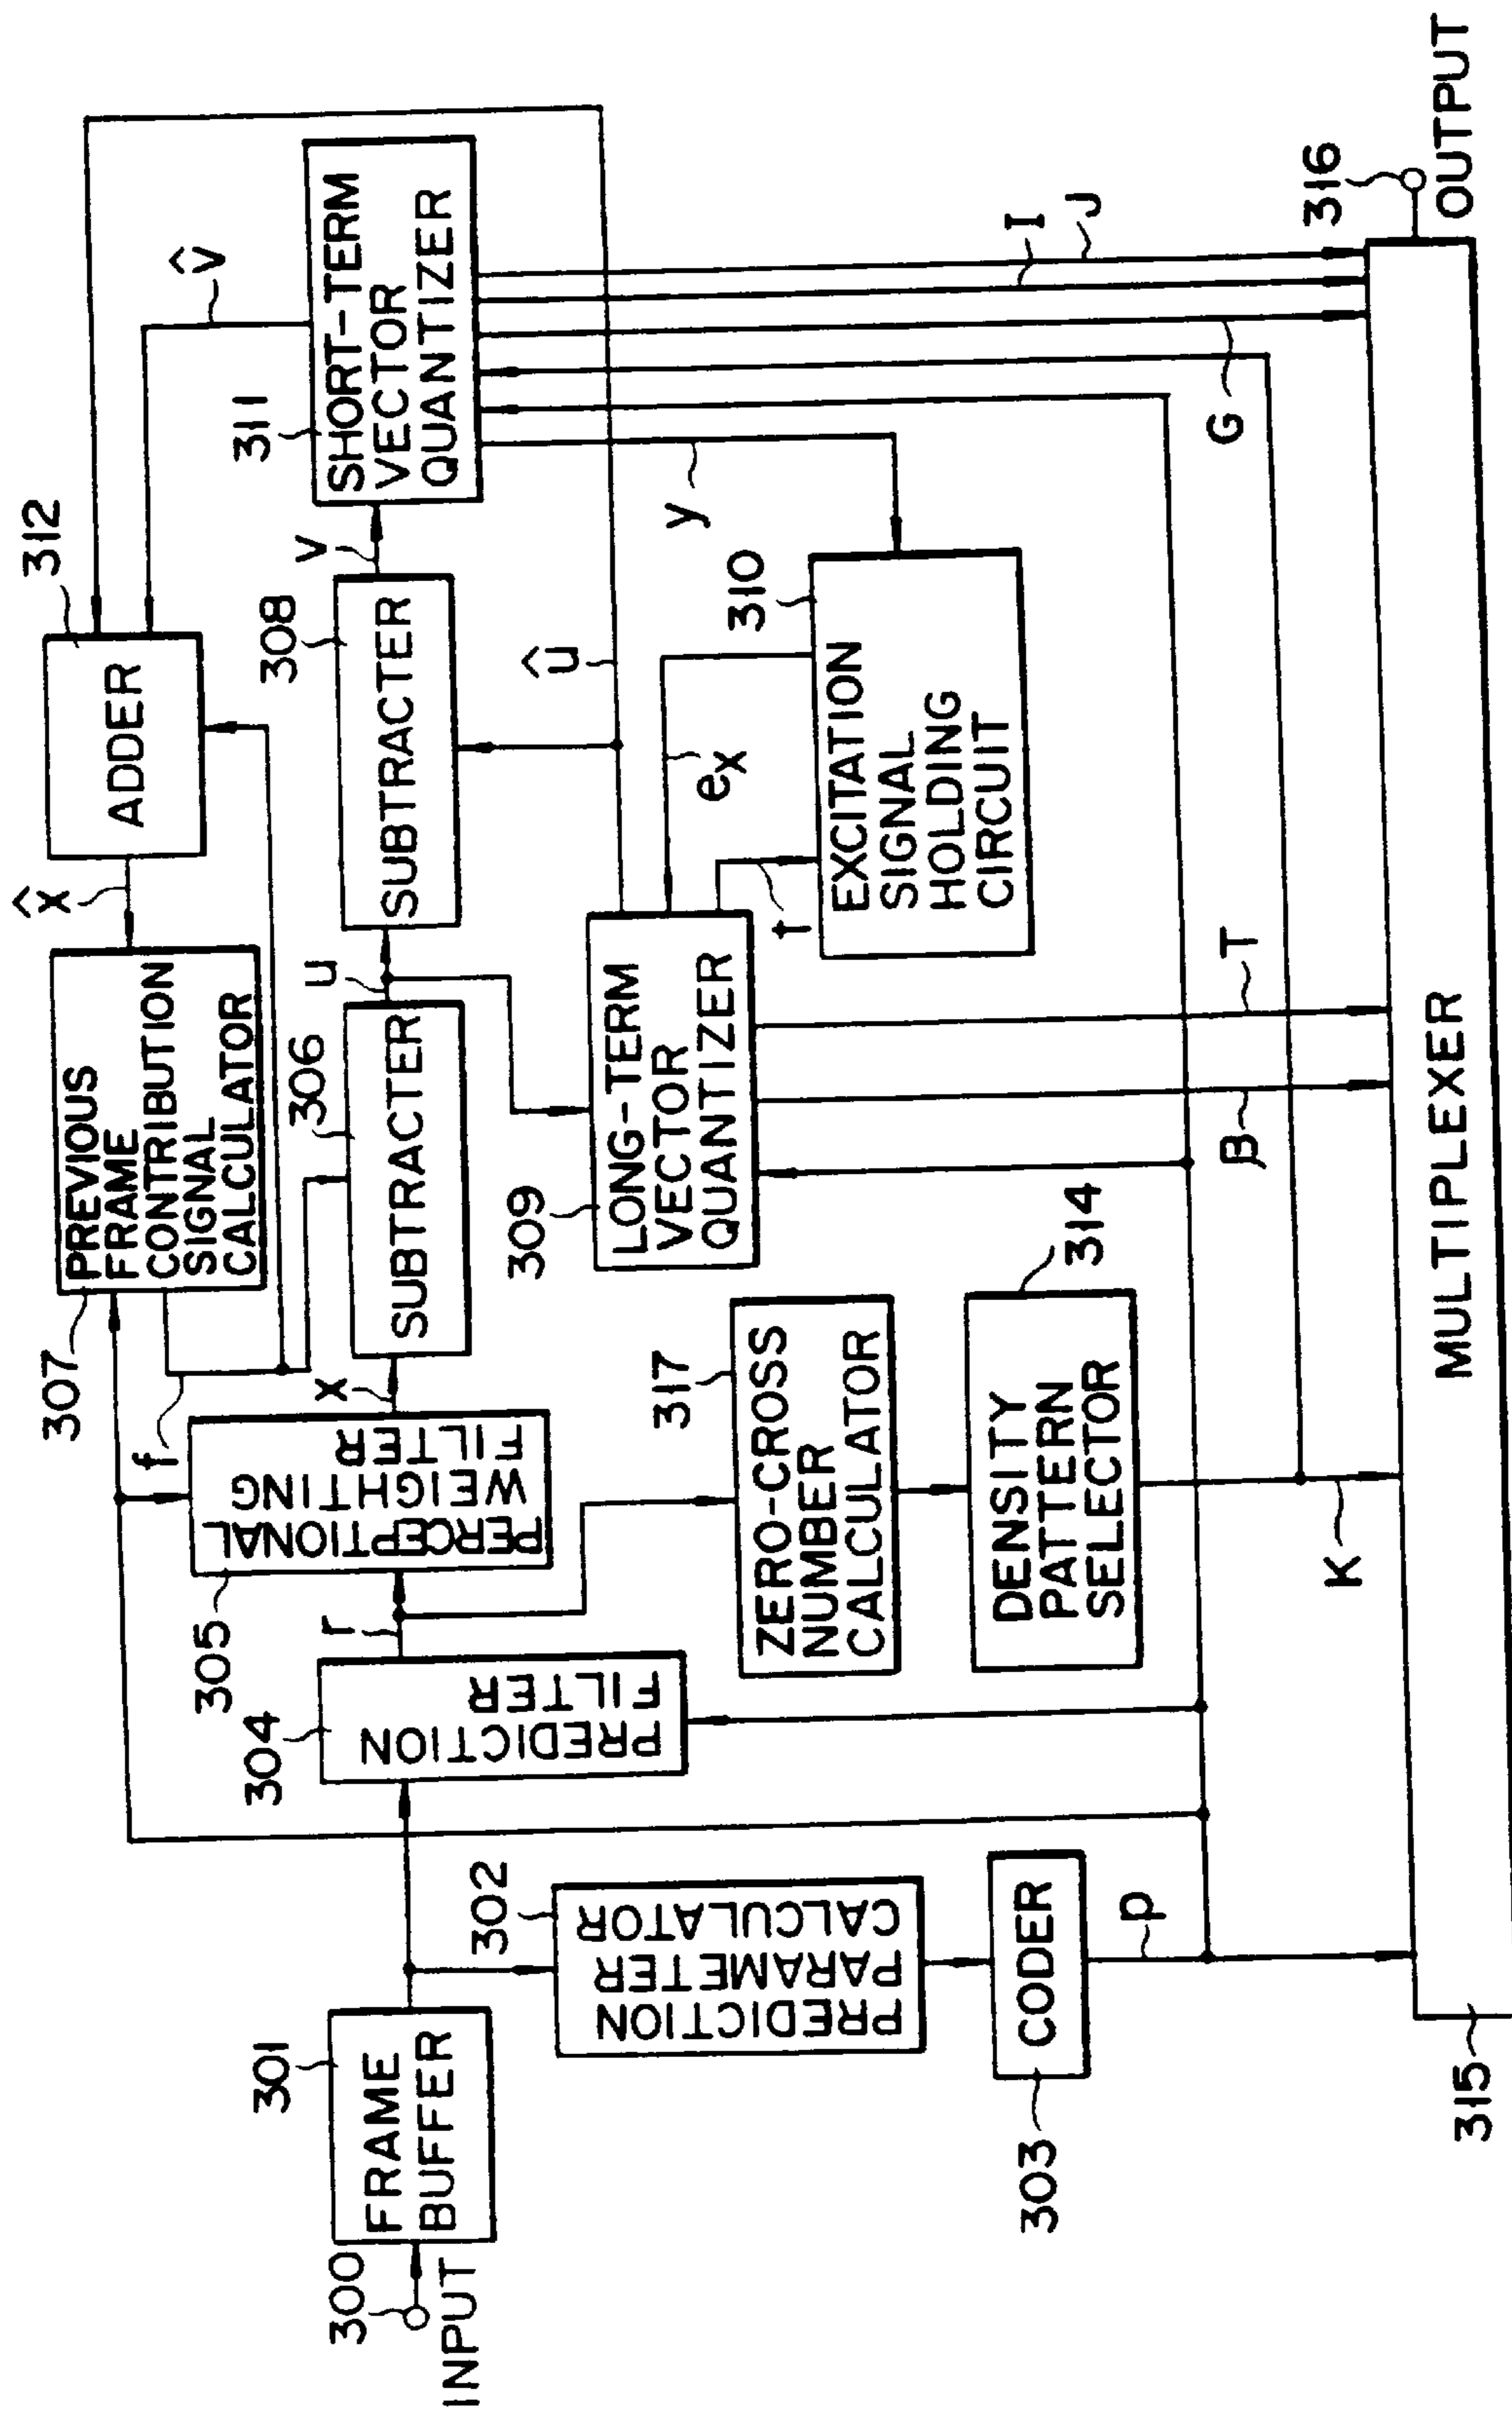 312
ADDER
x̂
v̂
307
PREVIOUS
FRAME
CONTRIBUTION
SIGNAL
CALCULATOR
f
311
SHORT-TERM
VECTOR
QUANTIZER
300
INPUT
301
FRAME
BUFFER
304
PREDICTION
FILTER
r
305
PERCEPTIONAL
WEIGHTING
FILTER
x
306
SUBTRACTER
u
308
SUBTRACTER
v
û
302
PREDICTION
PARAMETER
CALCULATOR
309
LONG-TERM
VECTOR
QUANTIZER
ex
t
310
EXCITATION
SIGNAL
HOLDING
CIRCUIT
y
317
ZERO-CROSS
NUMBER
CALCULATOR
303
CODER
314
DENSITY
PATTERN
SELECTOR
p
K
β
T
G
I
J
315
MULTIPLEXER
316
OUTPUT